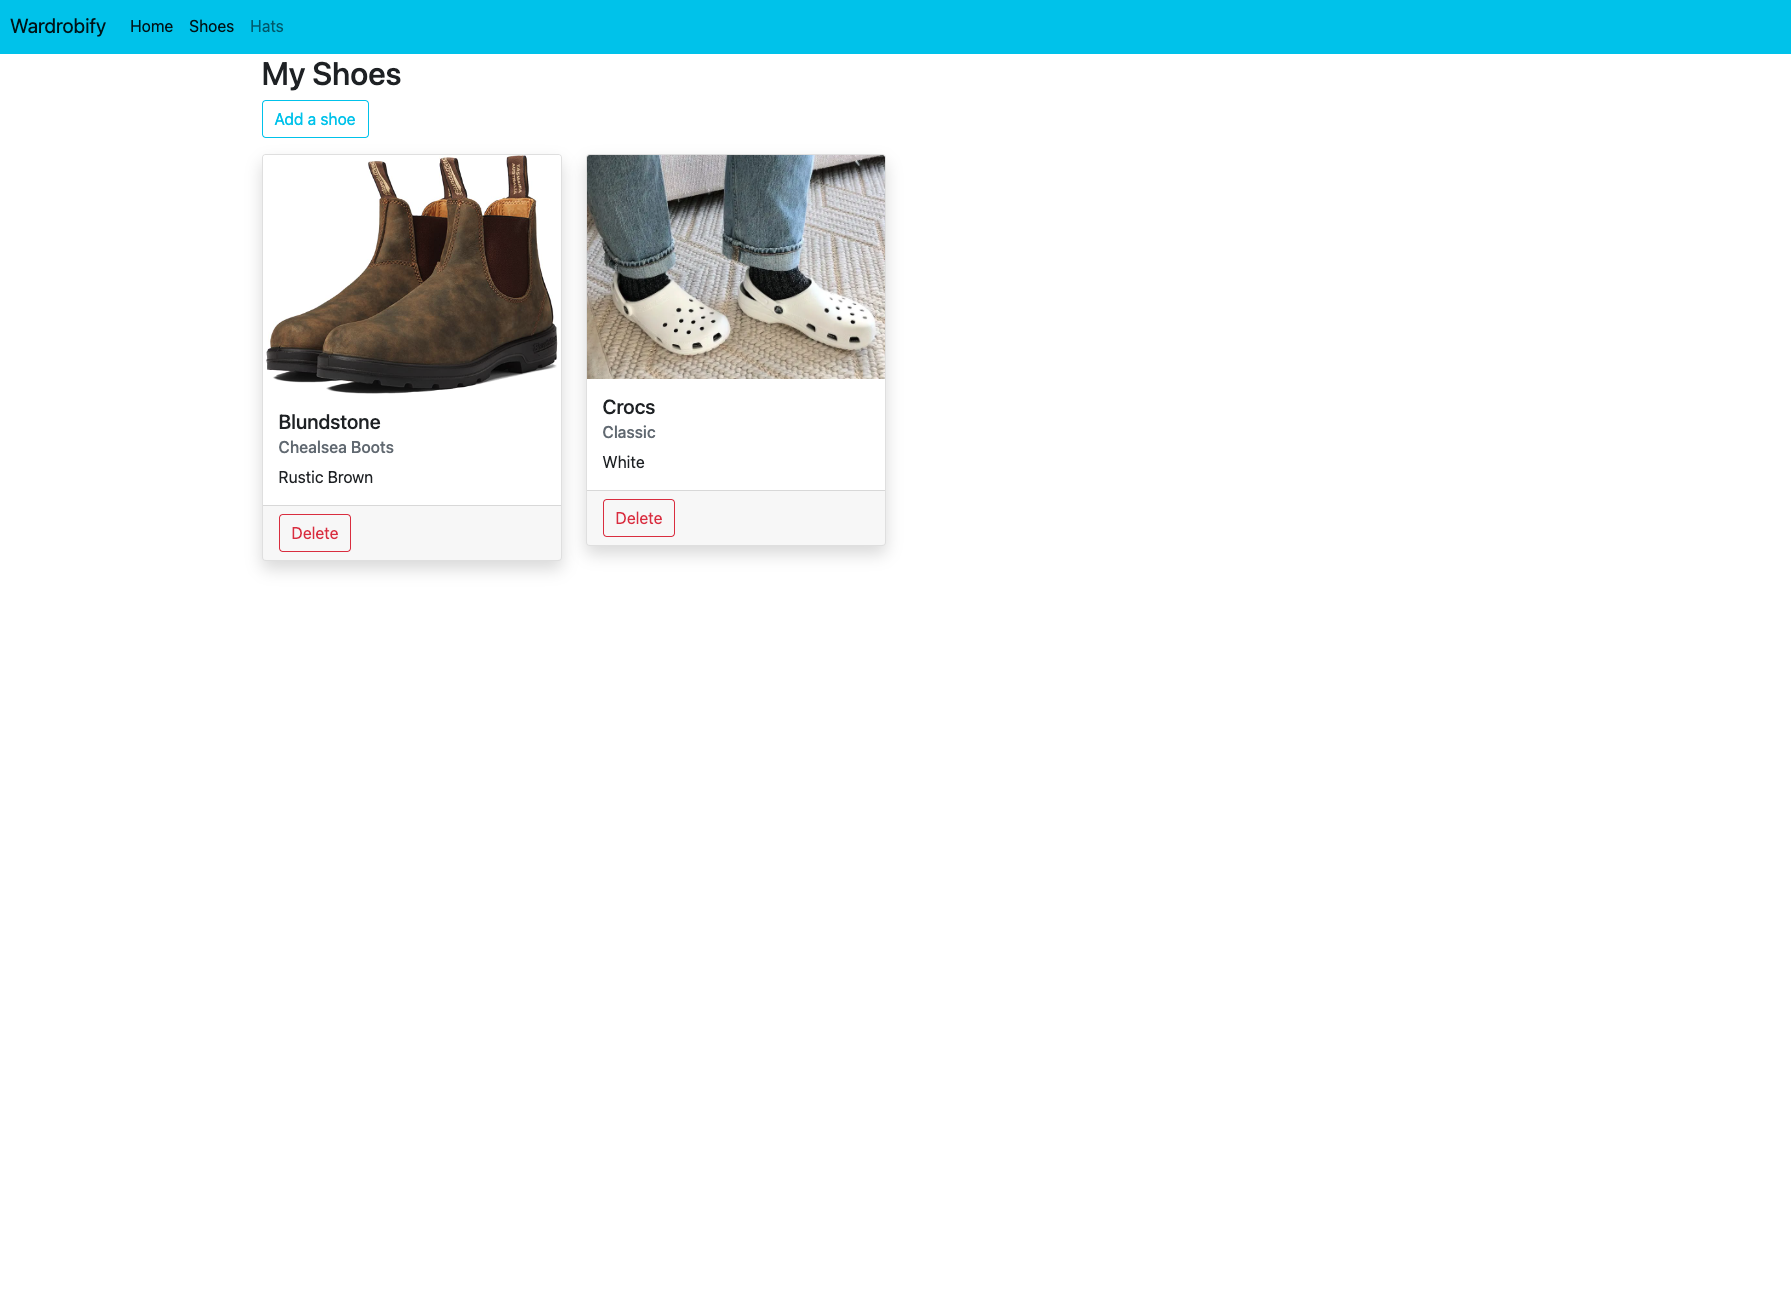 Wardrobify Home Shoes Hats
My Shoes
Add a shoe
Blundstone
Chealsea Boots
Rustic Brown
Delete
Crocs
Classic
White
Delete